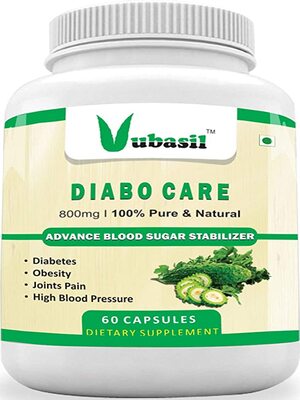 Vubasil™
DIABO CARE
800mg | 100% Pure & Natural
ADVANCE BLOOD SUGAR STABILIZER
• Diabetes
• Obesity
• Joints Pain
• High Blood Pressure
60 CAPSULES
DIETARY SUPPLEMENT